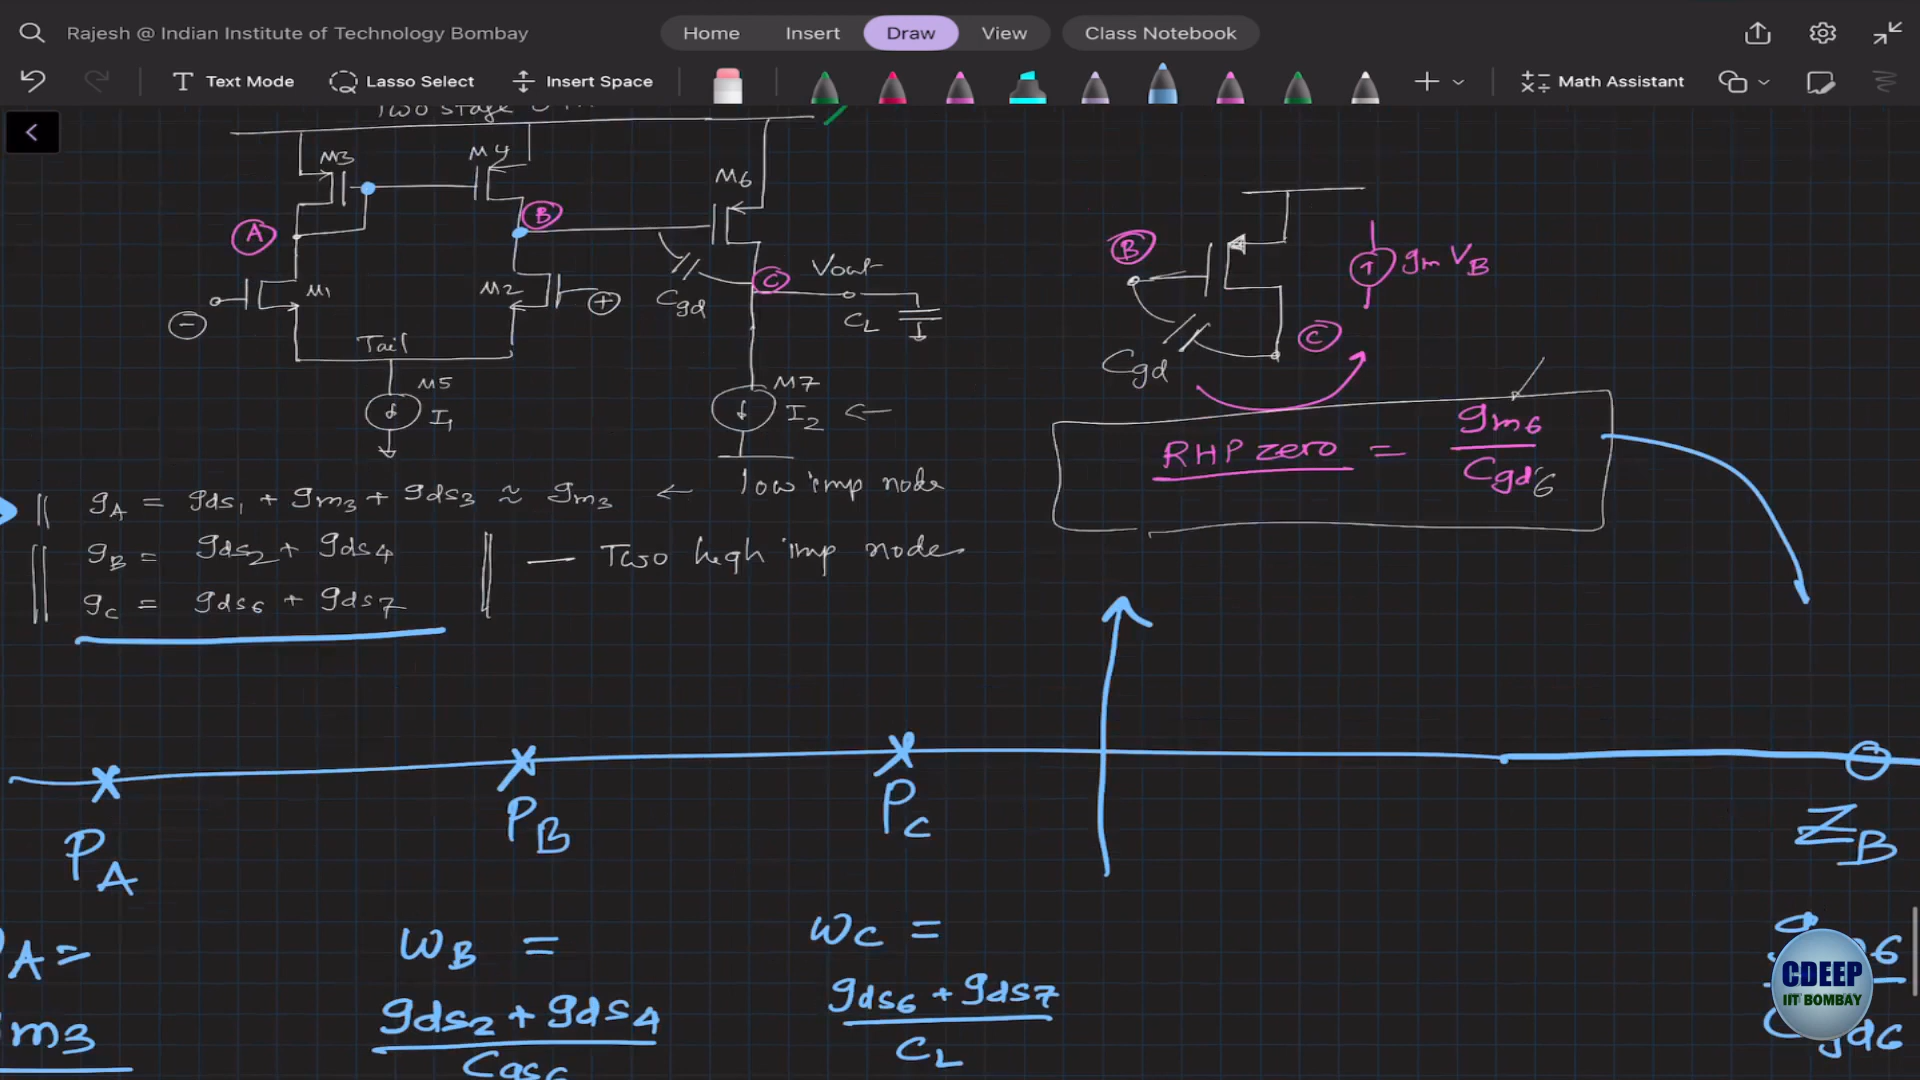 Rajesh @ Indian Institute of Technology Bombay
Home Insert Draw View Class Notebook
Text Mode Lasso Select Insert Space Math Assistant
Two stage
M3 M4 M6
A B C
M1 M2 Cgd Vout CL
- +
Tail
M5 I1
M7 I2 ←
B gm VB
C
Cgd
RHP zero = gm6 / Cgd6
gA = gds1 + gm3 + gds3 ≈ gm3 ← low imp node
gB = gds2 + gds4
— Two high imp node
gC = gds6 + gds7
PA PB PC ZB
A =
m3
ωB = gds2 + gds4 /
ωC = gds6 + gds7 / CL
CDEEP
IIT BOMBAY